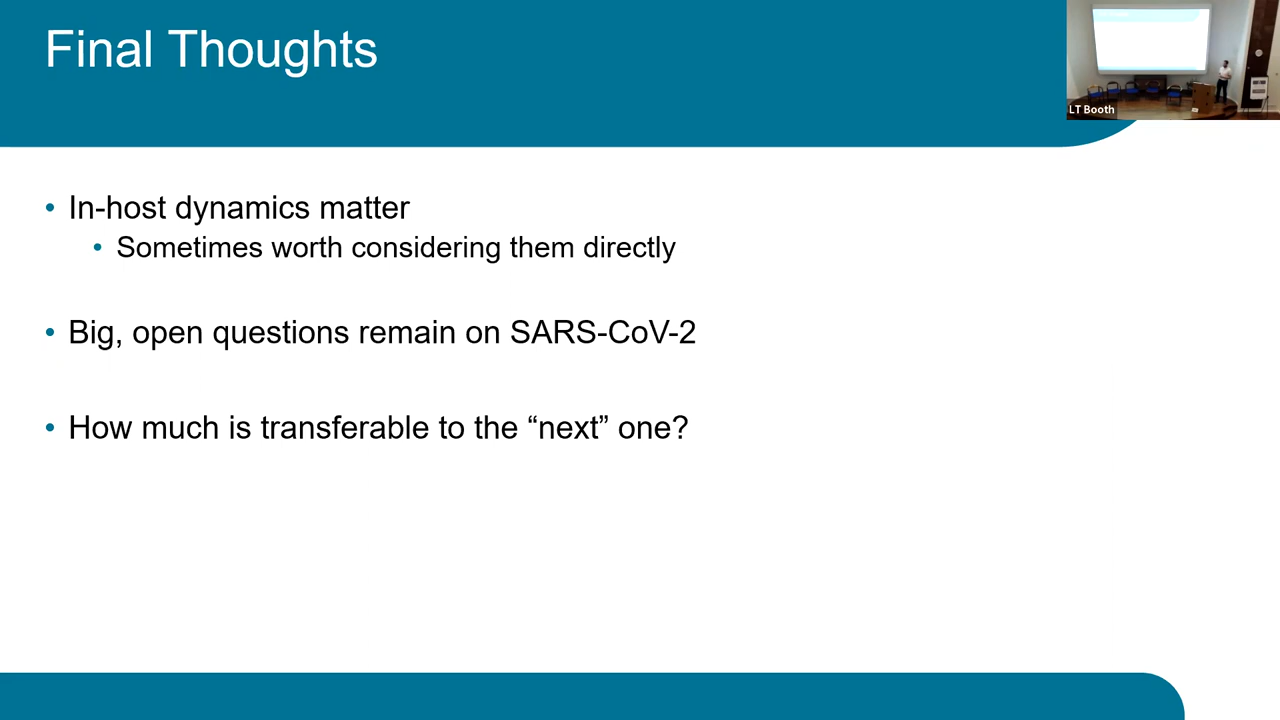 Final Thoughts
LT Booth
• In-host dynamics matter
• Sometimes worth considering them directly
• Big, open questions remain on SARS-CoV-2
• How much is transferable to the “next” one?